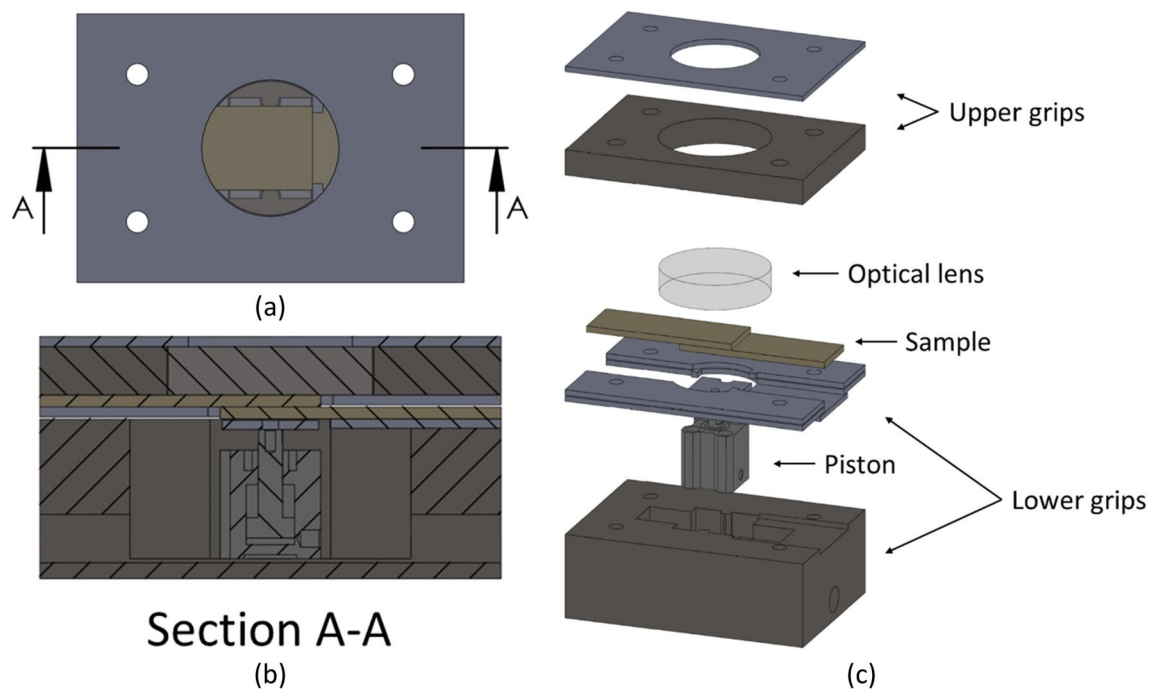 A
A
(a)
Section A-A
(b)
Upper grips
Optical lens
Sample
Piston
Lower grips
(c)